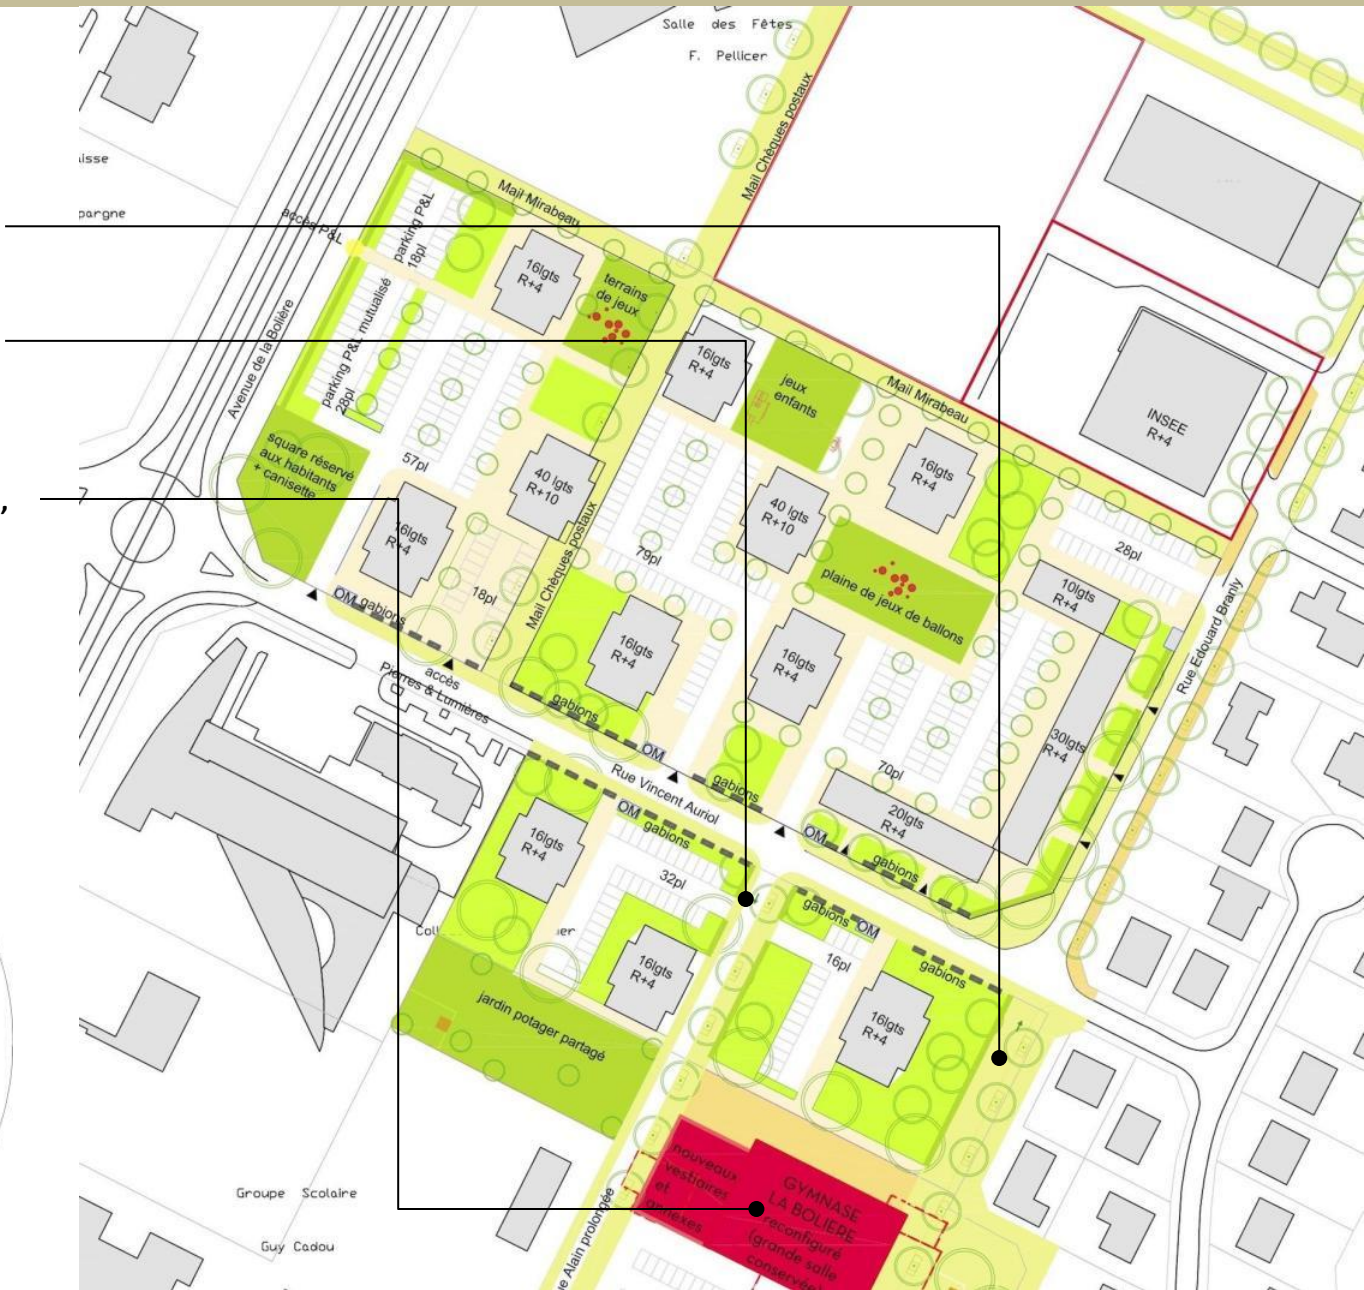 Salle des Fêtes
F. Pellicer
Mail Chèques postaux
isse
pargne
accès P&L
parking P&L
18pl
Mail Mirabeau
16lgts
R+4
terrains
de jeux
Avenue de la Bolière
parking P&L mutualisé
28pl
16lgts
R+4
jeux
enfants
Mail Mirabeau
INSEE
R+4
square réservé
aux habitants
+ canisette
57pl
40 lgts
R+10
16lgts
R+4
40 lgts
R+10
16lgts
R+4
,
Mail Chèques postaux
79pl
28pl
18pl
plaine de jeux de ballons
10lgts
R+4
OM
gabions
Rue Edouard Branly
16lgts
R+4
16lgts
R+4
accès
Pierres & Lumières
gabions
OM
30lgts
R+4
70pl
gabions
Rue Vincent Auriol
20lgts
R+4
OM
gabions
OM
gabions
16lgts
R+4
32pl
gabions
OM
gabions
Coll
er
16lgts
R+4
16pl
16lgts
R+4
jardin potager partagé
nouveaux
vestiaires
et
annexes
GYMNASE
LA BOLIERE
reconfiguré
(grande salle
conservée)
Groupe Scolaire
Guy Cadou
ue Alain prolongée